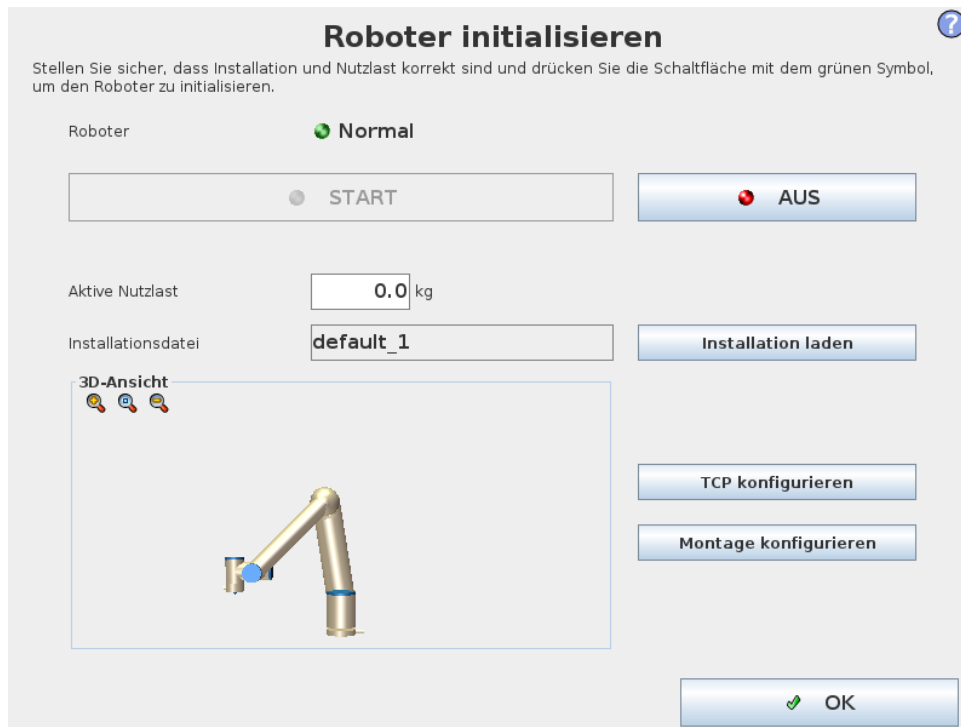 Roboter initialisieren
?
Stellen Sie sicher, dass Installation und Nutzlast korrekt sind und drücken Sie die Schaltfläche mit dem grünen Symbol,
um den Roboter zu initialisieren.
Roboter Normal
START AUS
Aktive Nutzlast 0.0 kg
Installationsdatei default_1 Installation laden
3D-Ansicht
TCP konfigurieren
Montage konfigurieren
OK